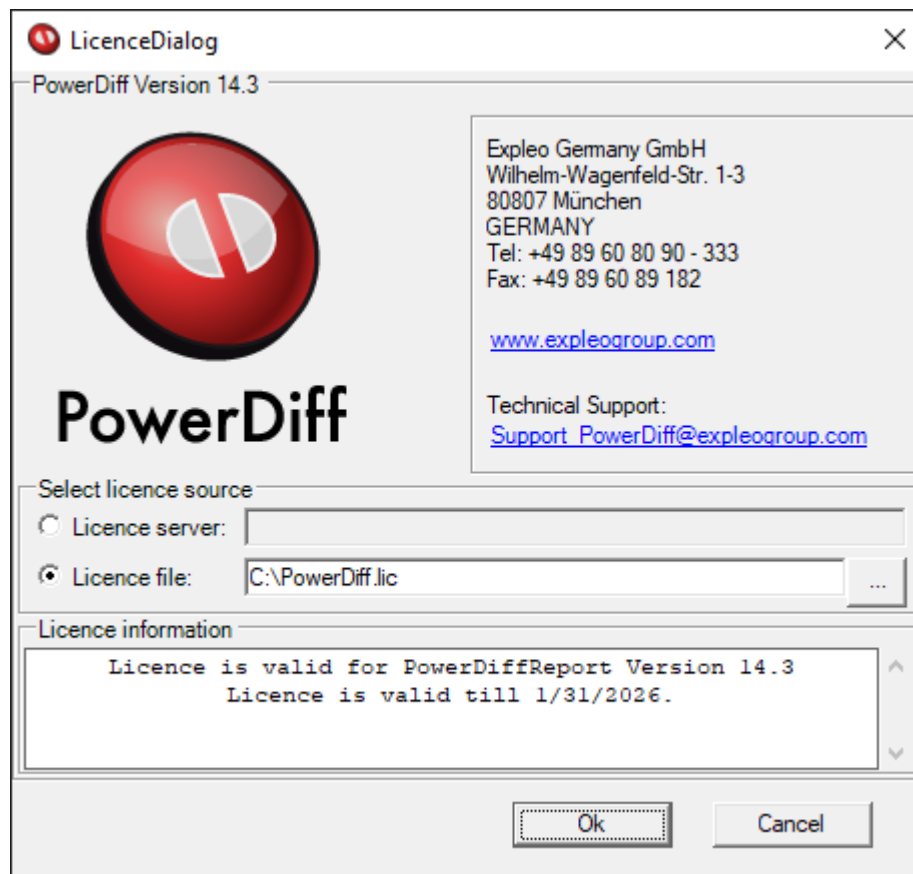 LicenceDialog
PowerDiff Version 14.3
Expleo Germany GmbH
Wilhelm-Wagenfeld-Str. 1-3
80807 München
GERMANY
Tel: +49 89 60 80 90 - 333
Fax: +49 89 60 89 182
www.expleogroup.com
PowerDiff
Technical Support:
Support_PowerDiff@expleogroup.com
Select licence source
Licence server:
Licence file: C:\PowerDiff.lic ...
Licence information
Licence is valid for PowerDiffReport Version 14.3
Licence is valid till 1/31/2026.
Ok Cancel